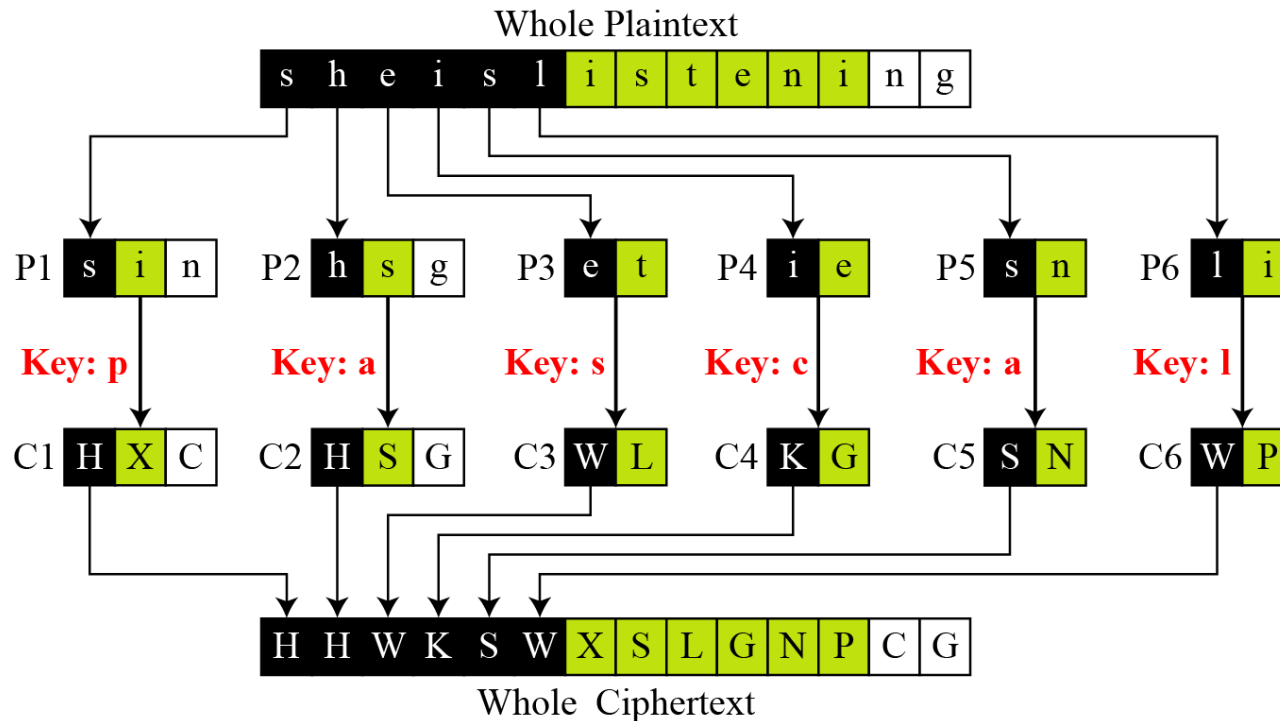 Whole Plaintext
s h e i s l i s t e n i n g
P1 s i n P2 h s g P3 e t P4 i e P5 s n P6 l i
Key: p Key: a Key: s Key: c Key: a Key: l
C1 H X C C2 H S G C3 W L C4 K G C5 S N C6 W P
H H W K S W X S L G N P C G
Whole Ciphertext